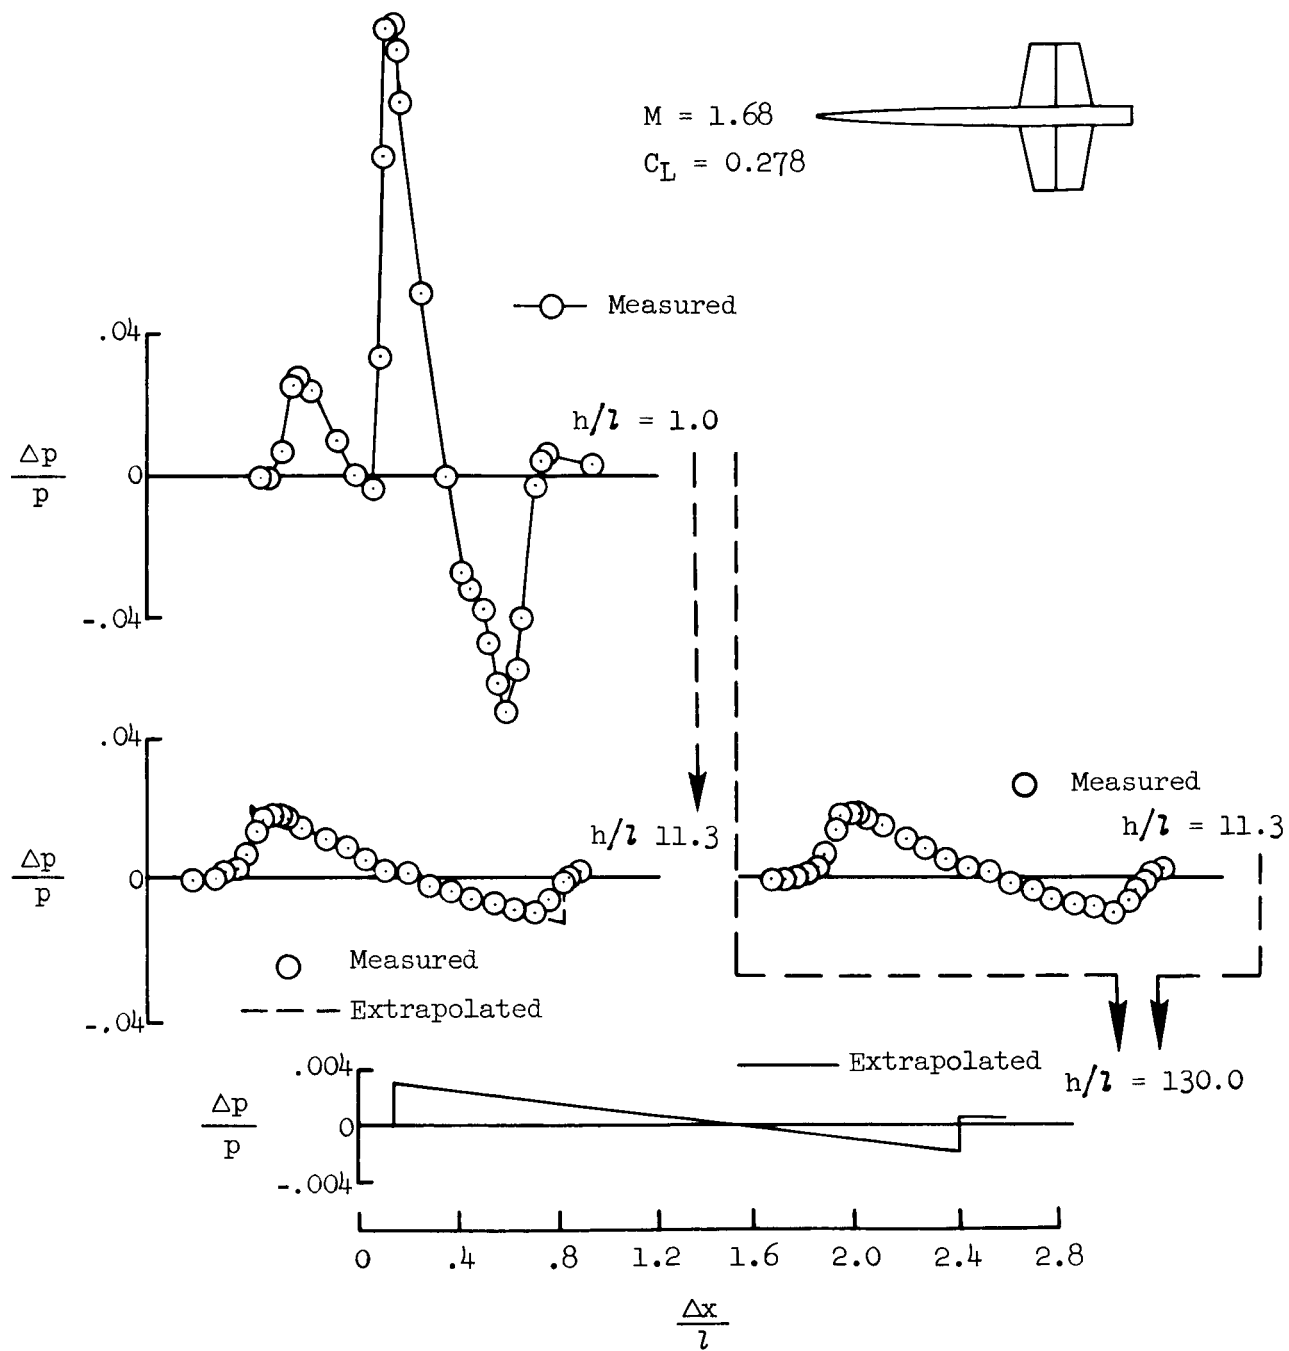 M = 1.68
C_L = 0.278
Measured
.04
h/l = 1.0
Δp/p
0
-.04
.04
Measured
h/l 11.3
h/l = 11.3
Δp/p
0
Measured
Extrapolated
-.04
Extrapolated
.004
h/l = 130.0
Δp/p
0
-.004
0 .4 .8 1.2 1.6 2.0 2.4 2.8
Δx/l